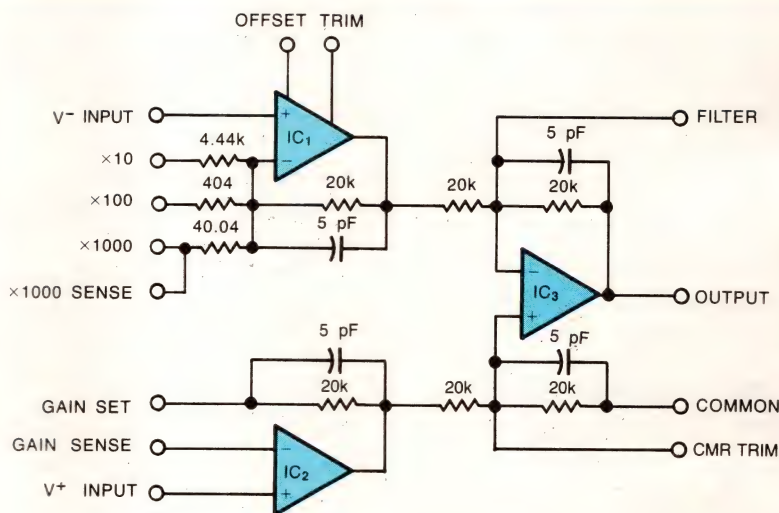 OFFSET TRIM
V⁻ INPUT
+
IC₁
−
5 pF
FILTER
×10
4.44k
×100
404
20k
20k
20k
×1000
40.04
5 pF
×1000 SENSE
−
IC₃
+
OUTPUT
5 pF
5 pF
GAIN SET
20k
20k
20k
COMMON
GAIN SENSE
−
IC₂
CMR TRIM
V⁺ INPUT
+